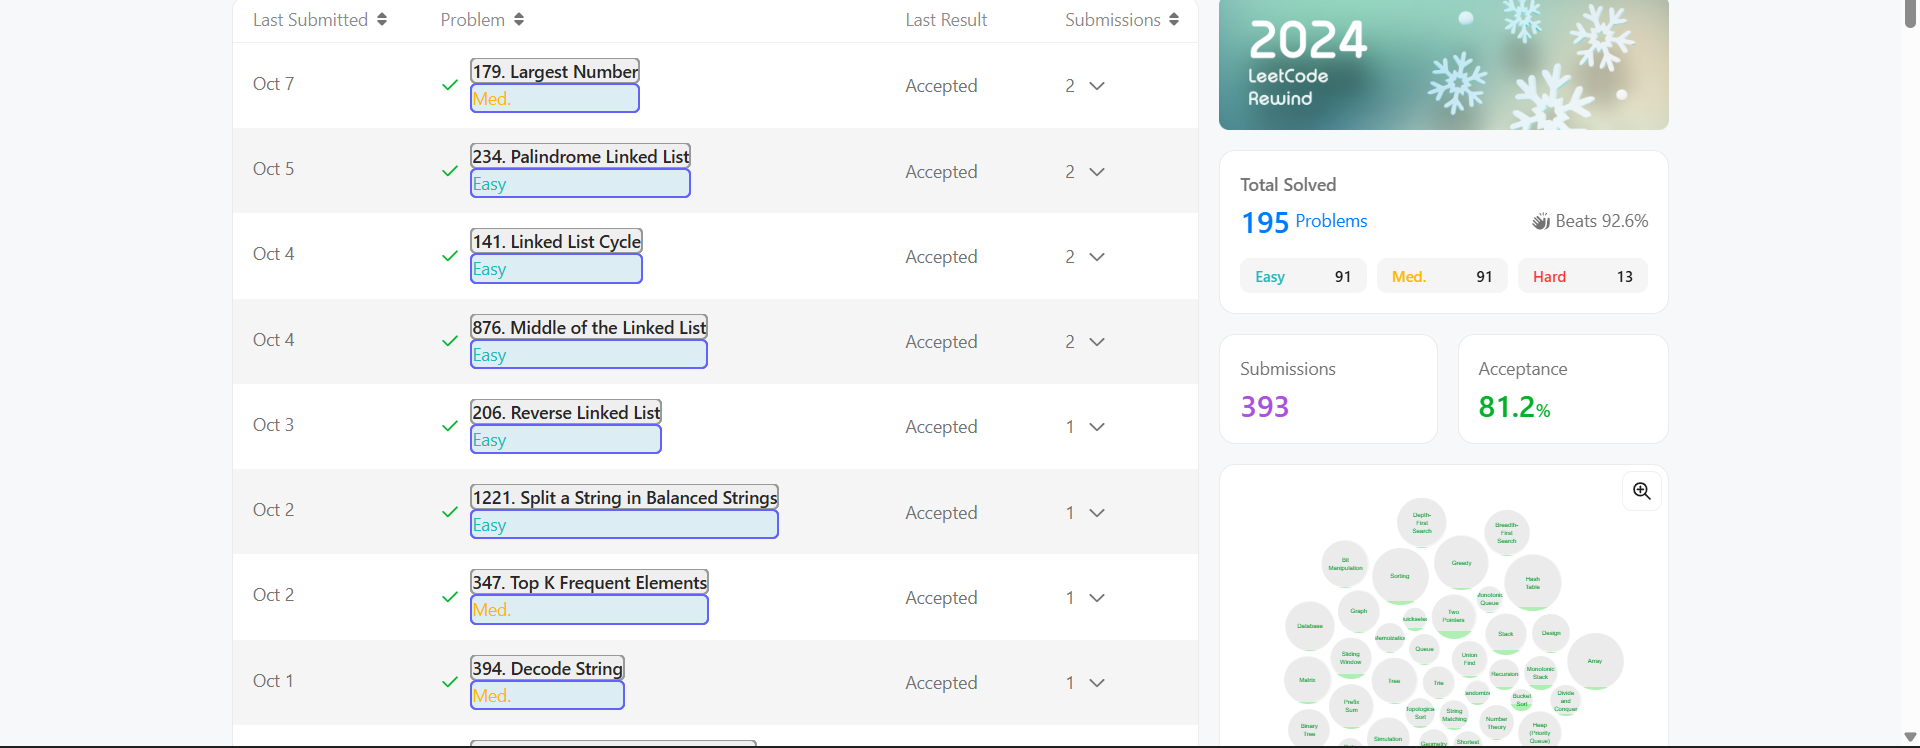 Last Submitted Problem Last Result Submissions
Oct 7 179. Largest Number Accepted 2
Med.
Oct 5 234. Palindrome Linked List Accepted 2
Easy
Oct 4 141. Linked List Cycle Accepted 2
Easy
Oct 4 876. Middle of the Linked List Accepted 2
Easy
Oct 3 206. Reverse Linked List Accepted 1
Easy
Oct 2 1221. Split a String in Balanced Strings Accepted 1
Easy
Oct 2 347. Top K Frequent Elements Accepted 1
Med.
Oct 1 394. Decode String Accepted 1
Med.
2024
LeetCode
Rewind
Total Solved
195 Problems Beats 92.6%
Easy 91 Med. 91 Hard 13
Submissions
393
Acceptance
81.2%
Depth-
First
Search
Breadth-
First
Search
Bit
Manipulation
Sorting
Greedy
Hash
Table
Queue
Database
Graph
Two
Pointers
Stack
Design
Sliding
Window
Queue
Union
Find
Array
Matrix
Tree
Trie
Recursion
Monotonic
Stack
Prefix
Sum
Bucket
Sort
Divide
and
Conquer
Sort
String
Matching
Number
Theory
Binary
Tree
Simulation
Geometry
Shortest
Heap
(Priority
Queue)